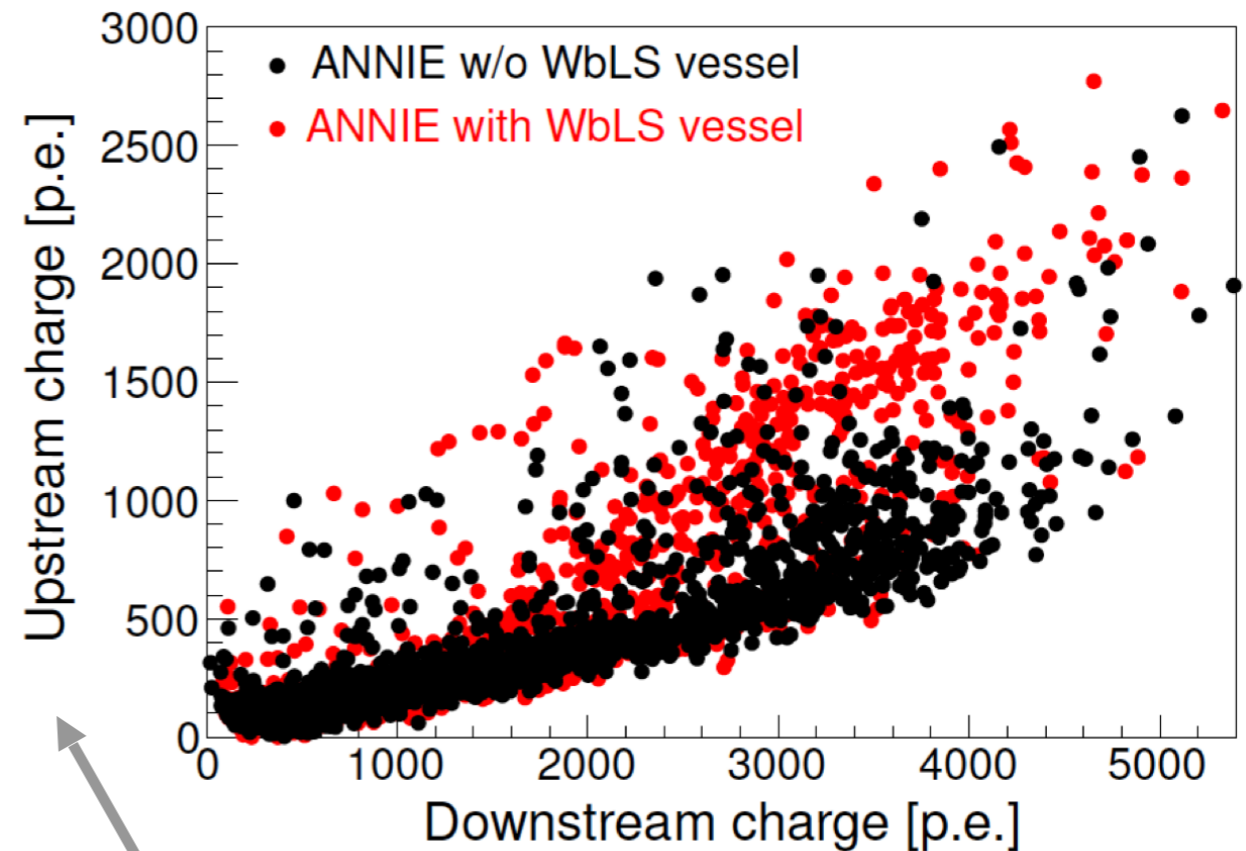 3000
2500
2000
1500
1000
500
0
Upstream charge [p.e.]
ANNIE w/o WbLS vessel
ANNIE with WbLS vessel
0 1000 2000 3000 4000 5000
Downstream charge [p.e.]